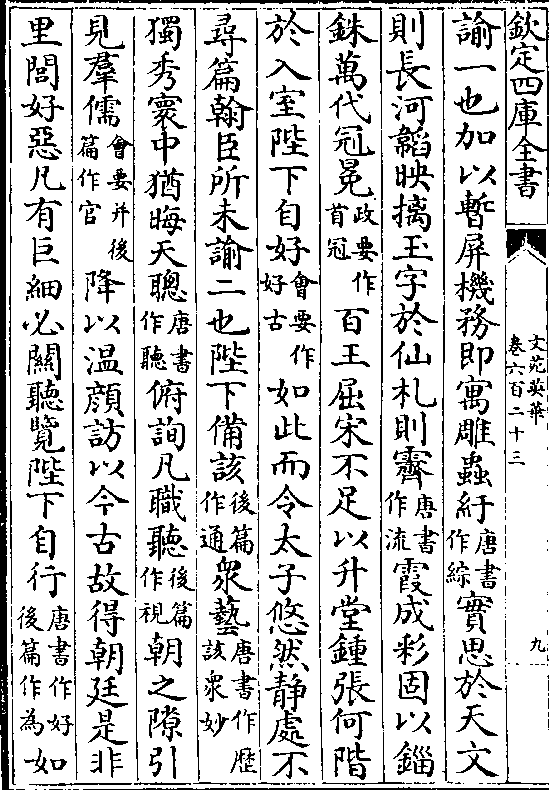 欽定四庫全書
文苑英華
卷六百二十三
九
諭一也加以暫屏機務即寓雕蟲紆唐書作綜實思於天文
則長河韜映摛玉字於仙札則霽唐書作流霞成彩固以錙
銖萬代冠冕政要作首冠百王屈宋不足以升堂鍾張何階
於入室陛下自好會要作好古如此而令太子悠然静處不
尋篇翰臣所未諭二也陛下備該後篇作通衆藝唐書作歴該衆妙
獨秀寰中猶晦天聰唐書作聽俯詢凡職聽後篇作視朝之隙引
見羣儒會要并後篇作官降以温顔訪以今古故得朝廷是非
里閭好惡凡有巨細必關聽覽陛下自行唐書作好後篇作為如